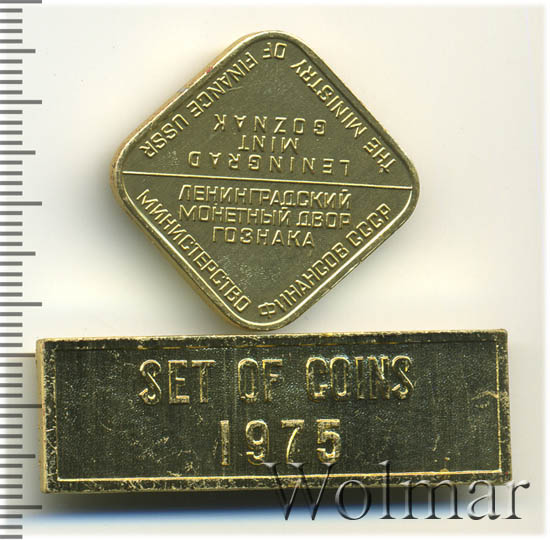 THE MINISTRY OF FINANCE USSR
LENINGRAD
MINT
GOZNAK
ЛЕНИНГРАДСКИЙ
МОНЕТНЫЙ ДВОР
ГОЗНАКА
МИНИСТЕРСТВО ФИНАНСОВ СССР
SET OF COINS
1975
Wolmar